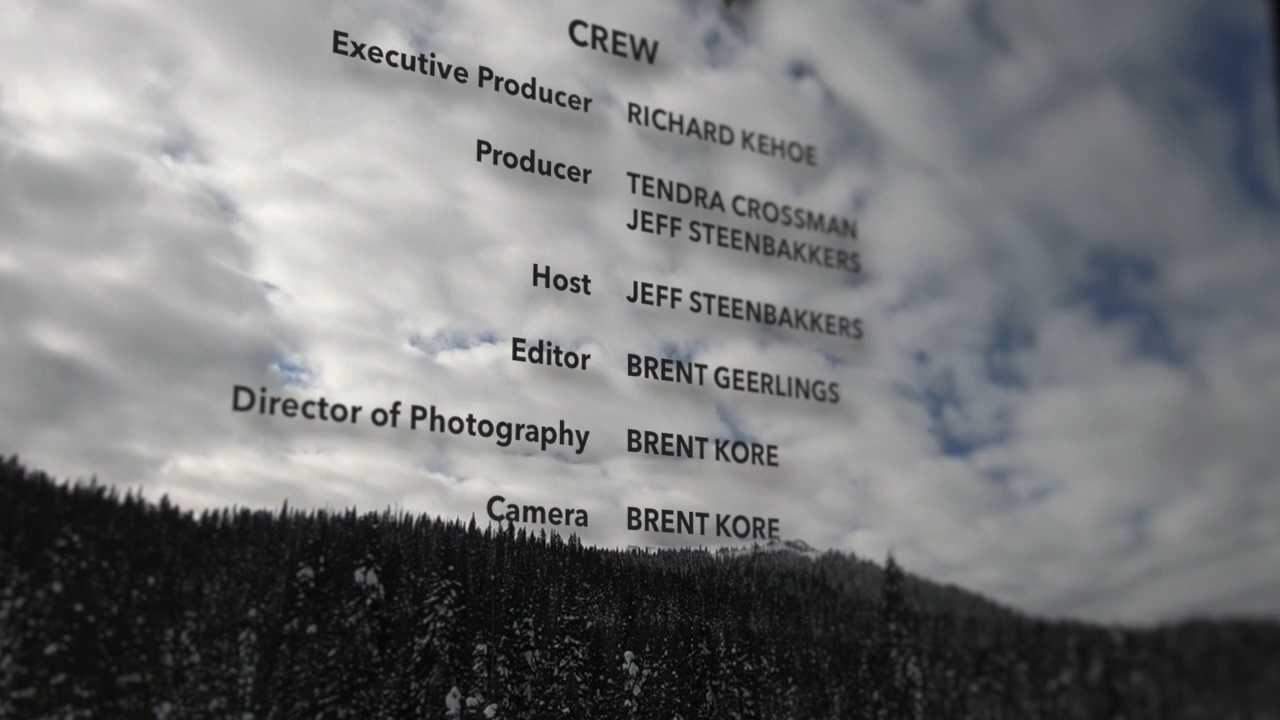 CREW
Executive Producer RICHARD KEHOE
Producer TENDRA CROSSMAN
JEFF STEENBAKKERS
Host JEFF STEENBAKKERS
Editor BRENT GEERLINGS
Director of Photography BRENT KORE
Camera BRENT KORE